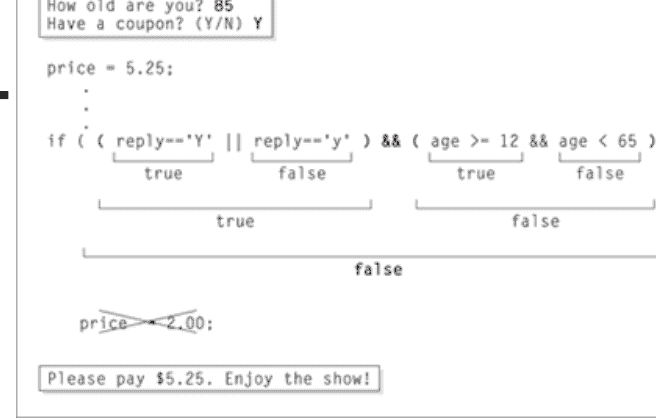 How old are you? 85
Have a coupon? (Y/N) Y
price = 5.25;
.
.
.
if ( ( reply=='Y' || reply=='y' ) && ( age >= 12 && age < 65 )
true false true false
true false
false
price = 2.00;
Please pay $5.25. Enjoy the show!